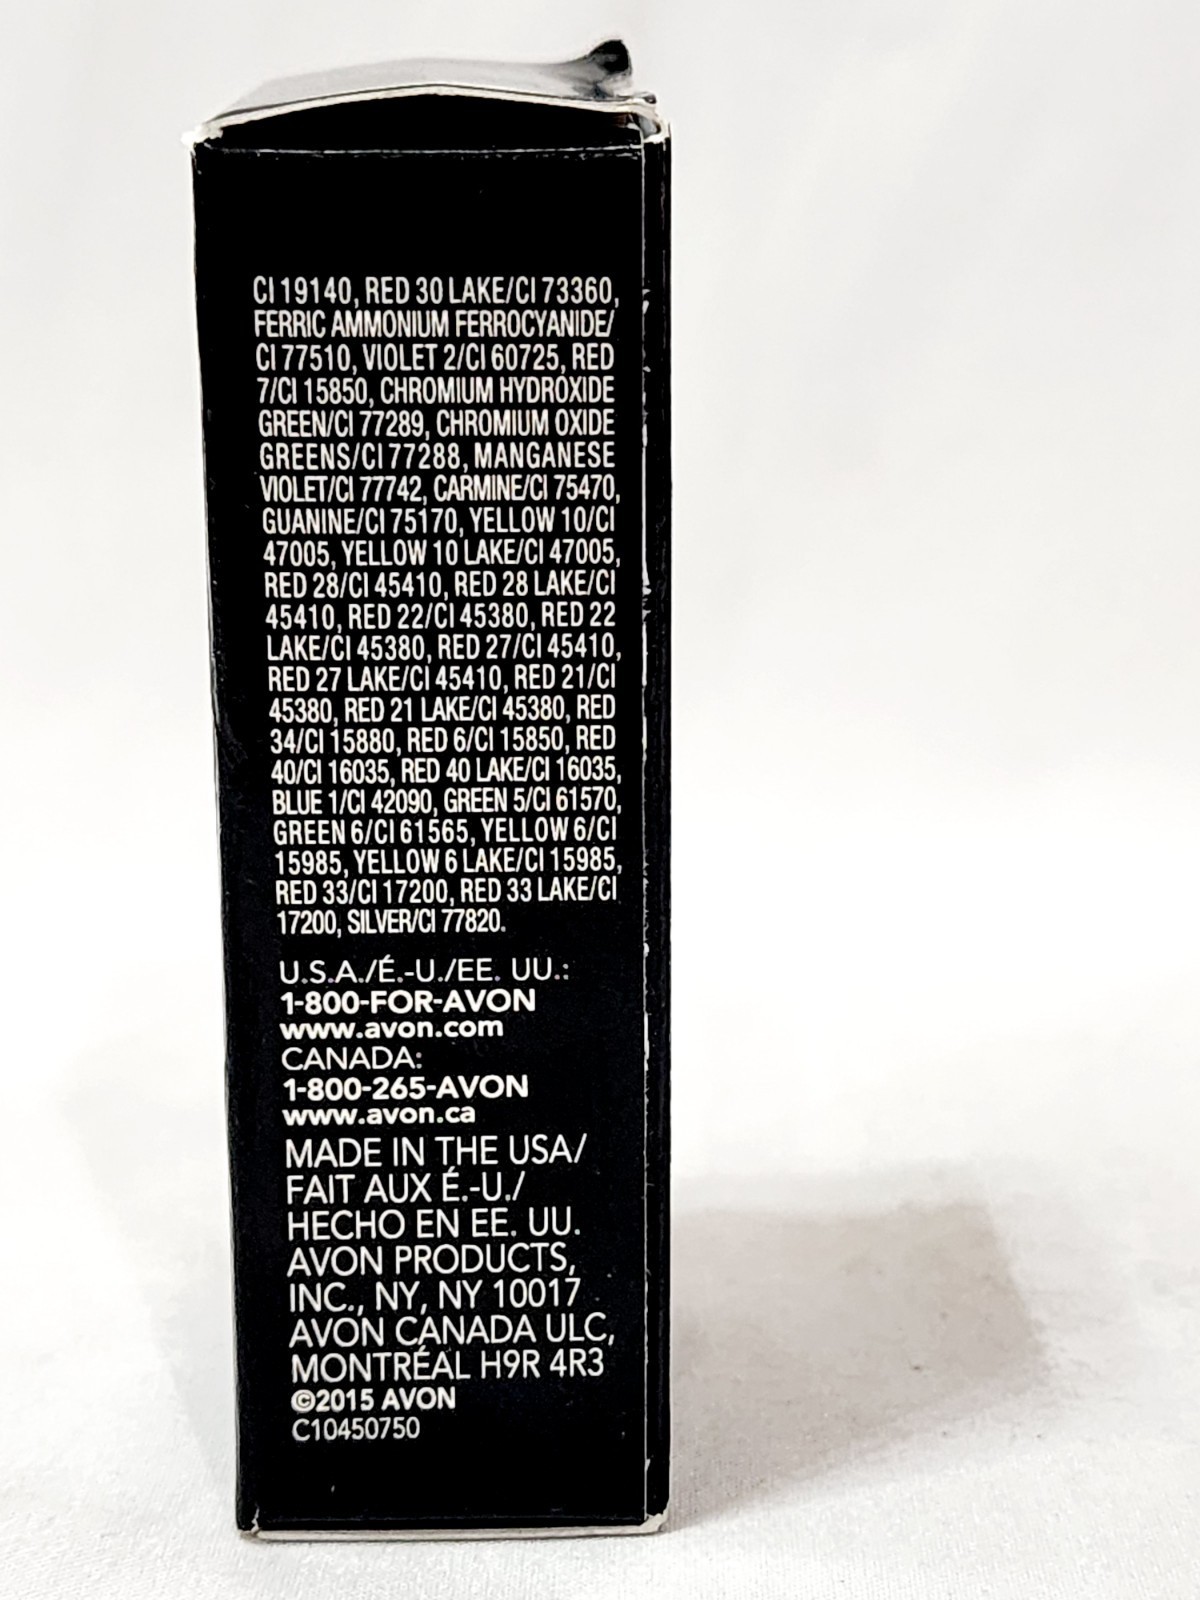 CI 19140, RED 30 LAKE/CI 73360,
FERRIC AMMONIUM FERROCYANIDE/
CI 77510, VIOLET 2/CI 60725, RED
7/CI 15850, CHROMIUM HYDROXIDE
GREEN/CI 77289, CHROMIUM OXIDE
GREENS/CI 77288, MANGANESE
VIOLET/CI 77742, CARMINE/CI 75470,
GUANINE/CI 75170, YELLOW 10/CI
47005, YELLOW 10 LAKE/CI 47005,
RED 28/CI 45410, RED 28 LAKE/CI
45410, RED 22/CI 45380, RED 22
LAKE/CI 45380, RED 27/CI 45410,
RED 27 LAKE/CI 45410, RED 21/CI
45380, RED 21 LAKE/CI 45380, RED
34/CI 15880, RED 6/CI 15850, RED
40/CI 16035, RED 40 LAKE/CI 16035,
BLUE 1/CI 42090, GREEN 5/CI 61570,
GREEN 6/CI 61565, YELLOW 6/CI
15985, YELLOW 6 LAKE/CI 15985,
RED 33/CI 17200, RED 33 LAKE/CI
17200, SILVER/CI 77820.
U.S.A./É.-U./EE. UU.:
1-800-FOR-AVON
www.avon.com
CANADA:
1-800-265-AVON
www.avon.ca
MADE IN THE USA/
FAIT AUX É.-U./
HECHO EN EE. UU.
AVON PRODUCTS,
INC., NY, NY 10017
AVON CANADA ULC,
MONTRÉAL H9R 4R3
©2015 AVON
C10450750